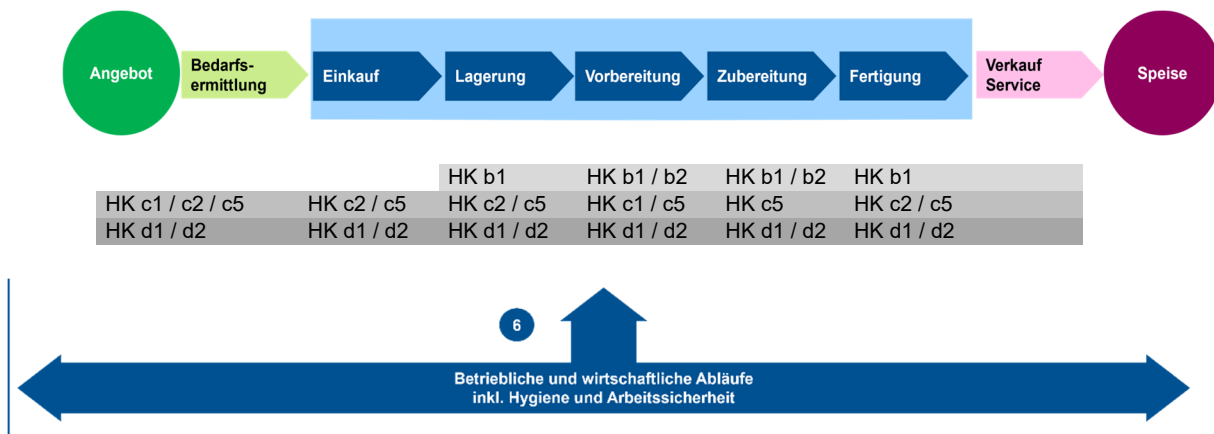 Angebot
Bedarfs-
ermittlung
Einkauf
Lagerung
Vorbereitung
Zubereitung
Fertigung
Verkauf
Service
Speise
HK b1 HK b1 / b2 HK b1 / b2 HK b1
HK c1 / c2 / c5 HK c2 / c5 HK c2 / c5 HK c1 / c5 HK c5 HK c2 / c5
HK d1 / d2 HK d1 / d2 HK d1 / d2 HK d1 / d2 HK d1 / d2 HK d1 / d2
6
Betriebliche und wirtschaftliche Abläufe
inkl. Hygiene und Arbeitssicherheit